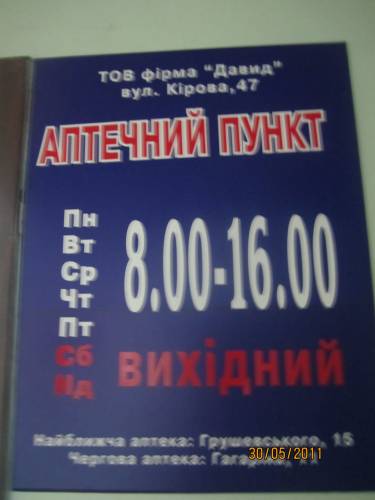 ТОВ фірма "Давид"
вул. Кірова,47
АПТЕЧНИЙ ПУНКТ
Пн
Вт
Ср
Чт
Пт
8.00-16.00
Сб
Нд
вихідний
Найближча аптека: Грушевського, 15
Чергова аптека: Гагаріна,
30/05/2011